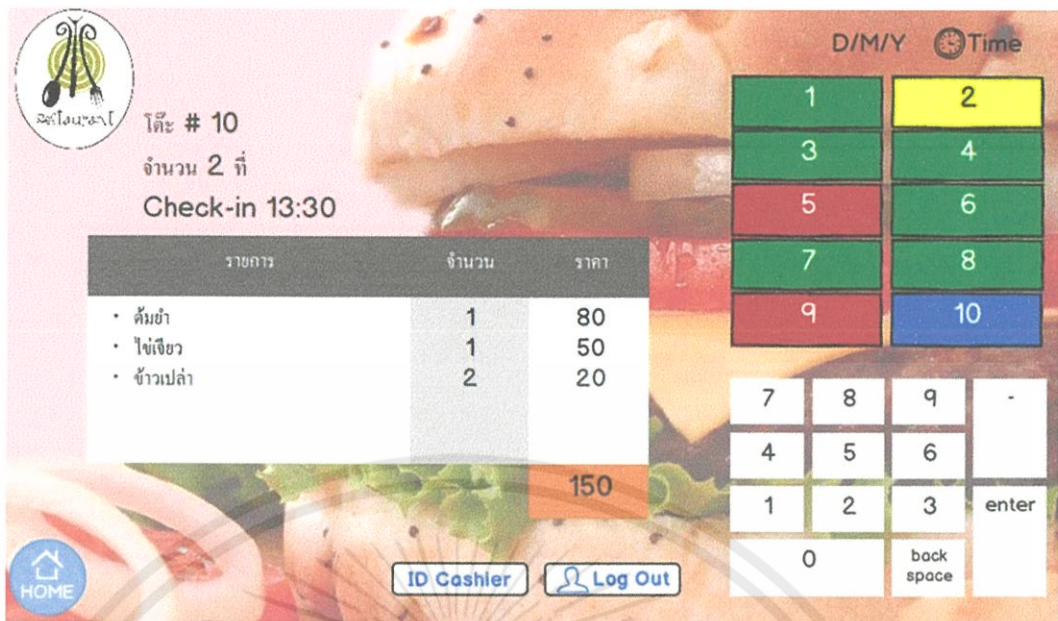 Restaurant
โต๊ะ # 10
จำนวน 2 ที่
Check-in 13:30
รายการ จำนวน ราคา
• ต้มยำ 1 80
• ไข่เจียว 1 50
• ข้าวเปล่า 2 20
150
HOME
ID Cashier Log Out
D/M/Y Time
1 2
3 4
5 6
7 8
9 10
7 8 9 -
4 5 6
1 2 3 enter
0 back space